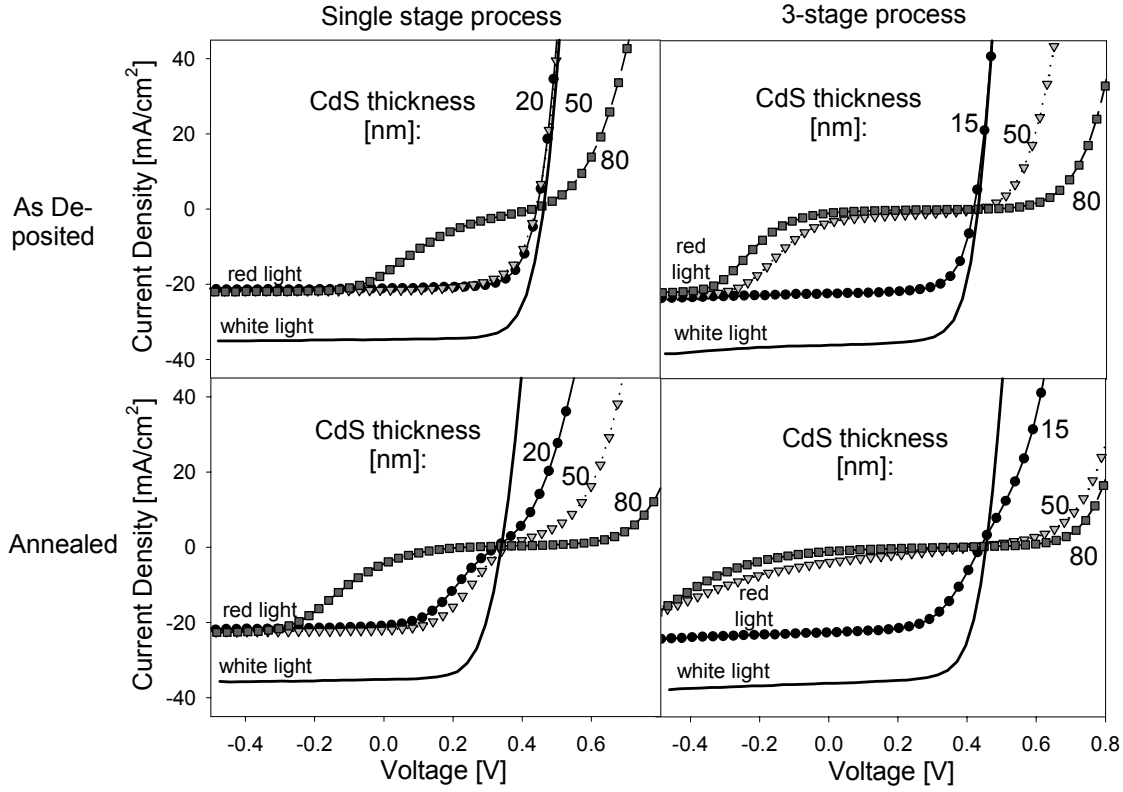 Single stage process
3-stage process
As De-
posited
Current Density [mA/cm²]
40
20
0
-20
-40
CdS thickness
[nm]:
20
50
80
red light
white light
CdS thickness
[nm]:
15
50
80
red
light
white light
Annealed
Current Density [mA/cm²]
40
20
0
-20
-40
CdS thickness
[nm]:
20
50
80
red light
white light
CdS thickness
[nm]:
15
50
80
red
light
white light
-0.4
-0.2
0.0
0.2
0.4
0.6
Voltage [V]
-0.4
-0.2
0.0
0.2
0.4
0.6
0.8
Voltage [V]